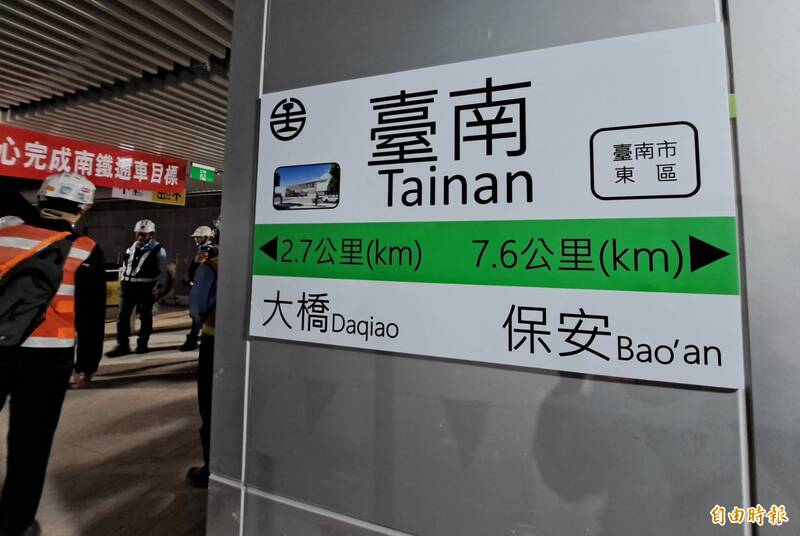 心完成南鐵通車目標
臺南
Tainan
臺南市
東區
2.7公里(km) 7.6公里(km)
大橋Daqiao
保安Bao'an
自由時報